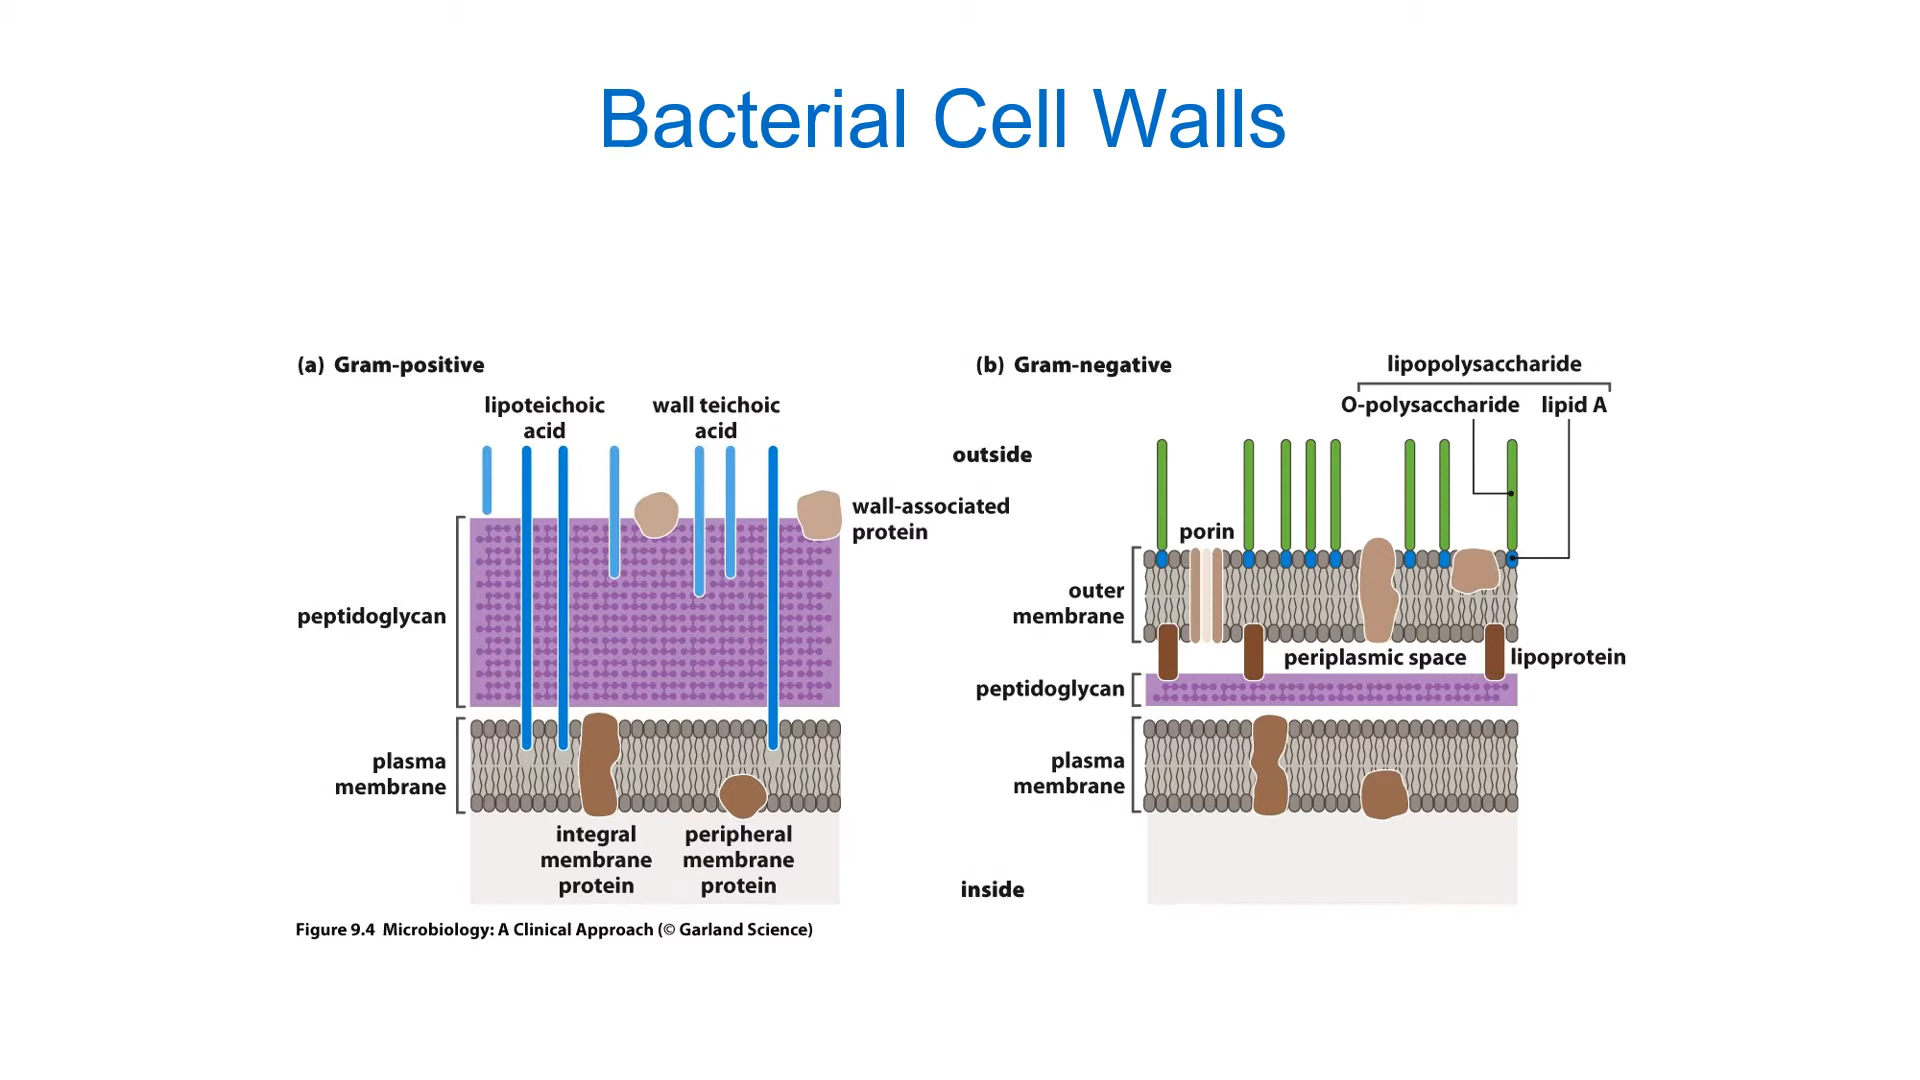 Bacterial Cell Walls
(a) Gram-positive
lipoteichoic
acid
wall teichoic
acid
wall-associated
protein
peptidoglycan
plasma
membrane
integral
membrane
protein
peripheral
membrane
protein
outside
inside
(b) Gram-negative
lipopolysaccharide
O-polysaccharide
lipid A
porin
outer
membrane
periplasmic space
lipoprotein
peptidoglycan
plasma
membrane
Figure 9.4 Microbiology: A Clinical Approach (© Garland Science)